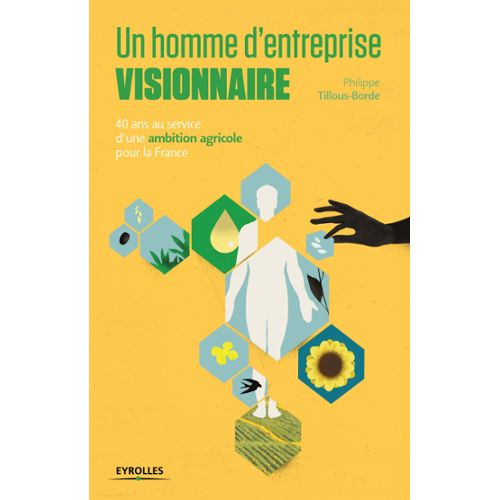 Un homme d'entreprise
VISIONNAIRE
Philippe
Tillous-Borde
40 ans au service
d'une ambition agricole
pour la France
EYROLLES